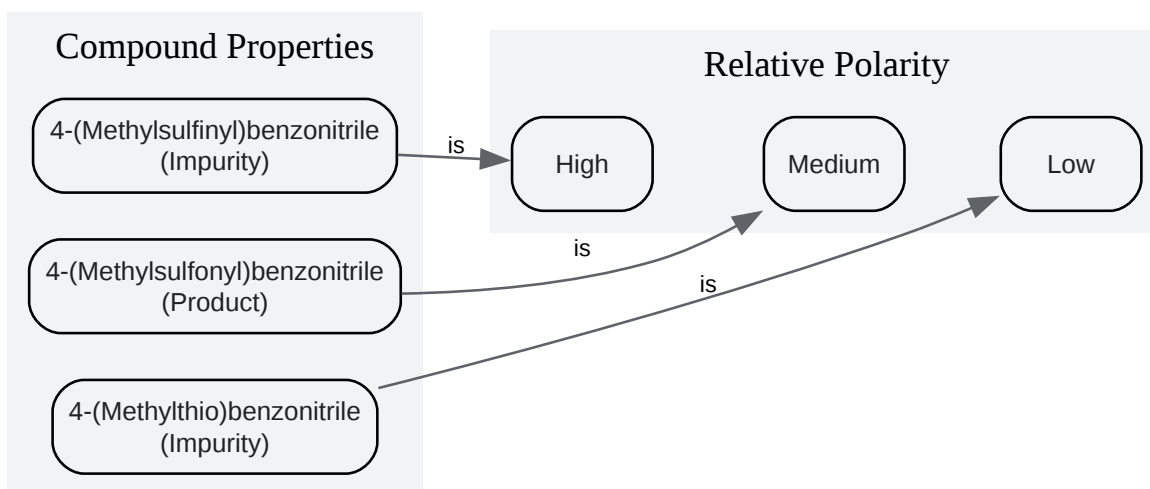 Compound Properties
4-(Methylsulfinyl)benzonitrile
(Impurity)
4-(Methylsulfonyl)benzonitrile
(Product)
4-(Methylthio)benzonitrile
(Impurity)
is
is
is
Relative Polarity
High
Medium
Low